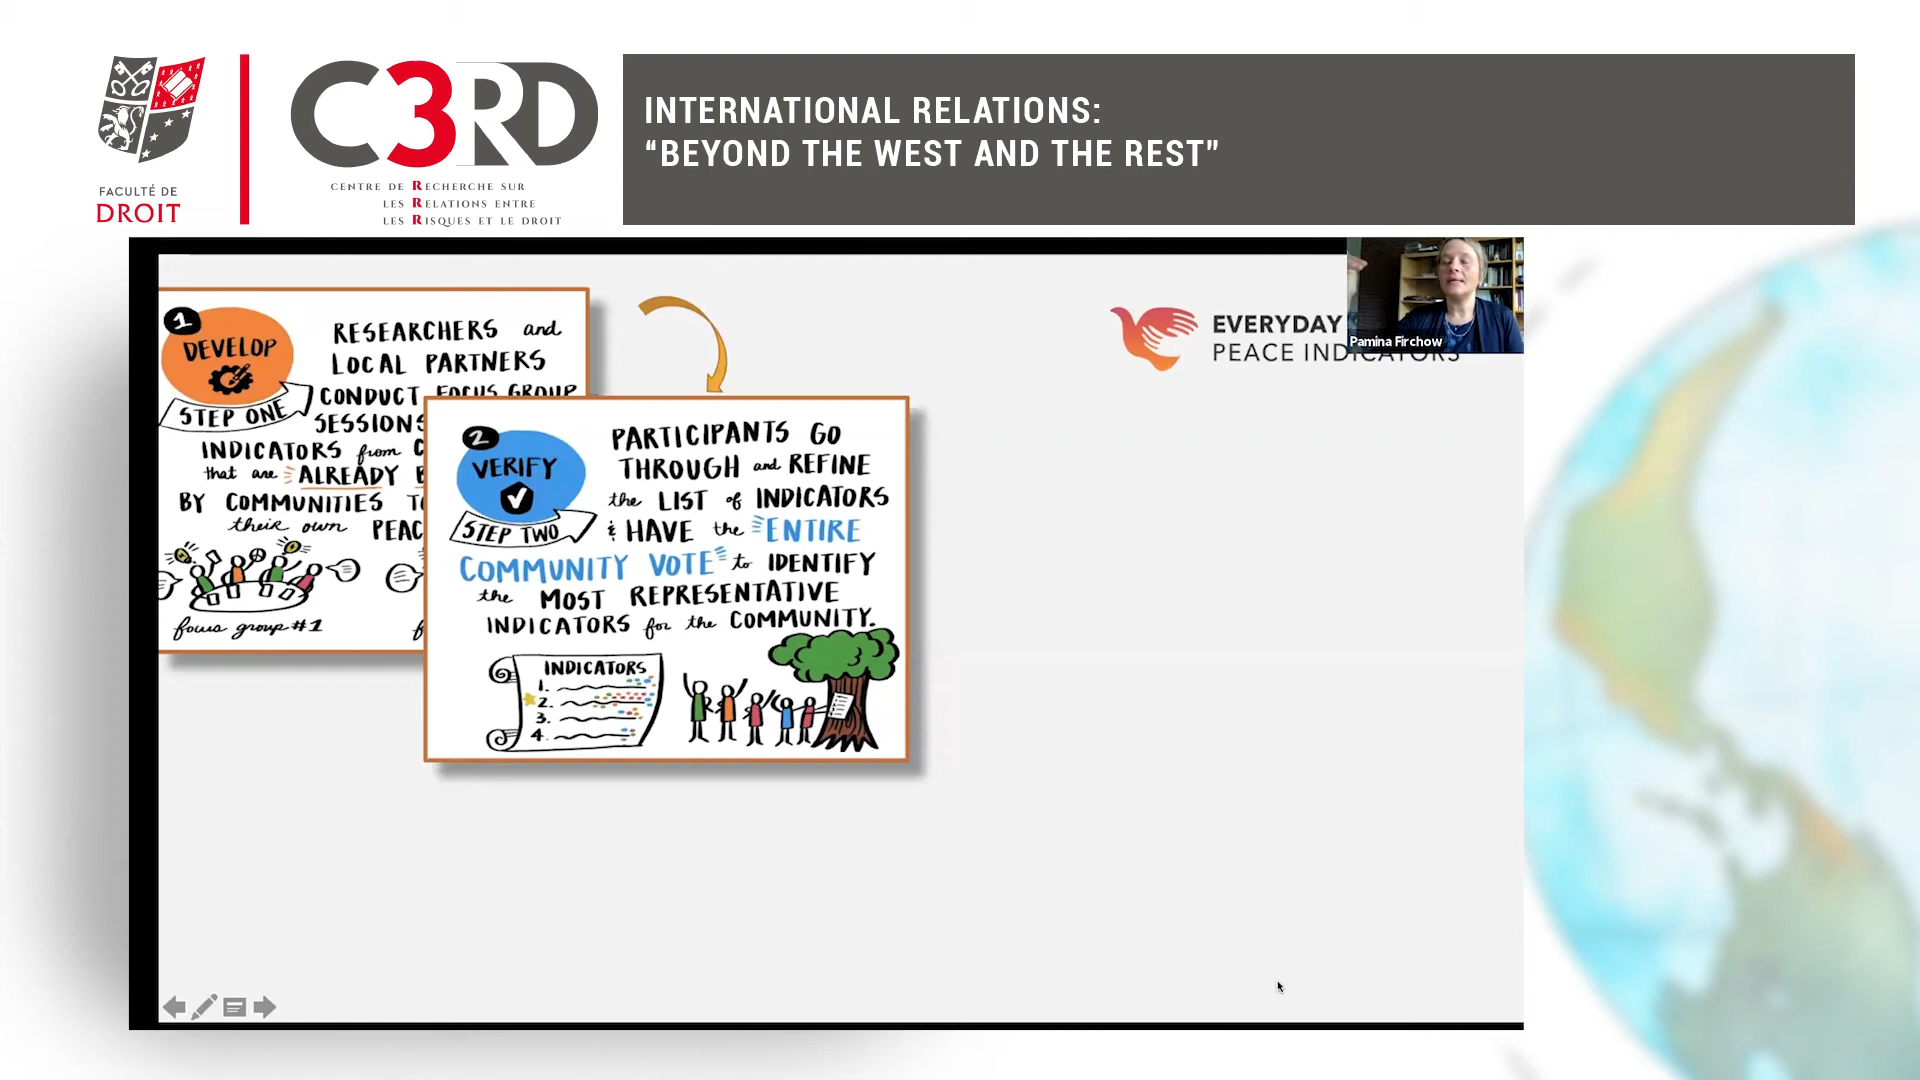 FACULTÉ DE
DROIT
C3RD
CENTRE DE RECHERCHE SUR
LES RELATIONS ENTRE
LES RISQUES ET LE DROIT
INTERNATIONAL RELATIONS:
“BEYOND THE WEST AND THE REST”
1
DEVELOP
STEP ONE
RESEARCHERS and
LOCAL PARTNERS
CONDUCT FOCUS GROUP
SESSIONS
INDICATORS from
that are ALREADY
BY COMMUNITIES
their own
focus group #1
2
VERIFY
STEP TWO
PARTICIPANTS GO
THROUGH and REFINE
the LIST of INDICATORS
& HAVE the ENTIRE
COMMUNITY VOTE to IDENTIFY
the MOST REPRESENTATIVE
INDICATORS for the COMMUNITY.
INDICATORS
1.
2.
3.
4.
EVERYDAY
PEACE INDICATORS
Pamina Firchow